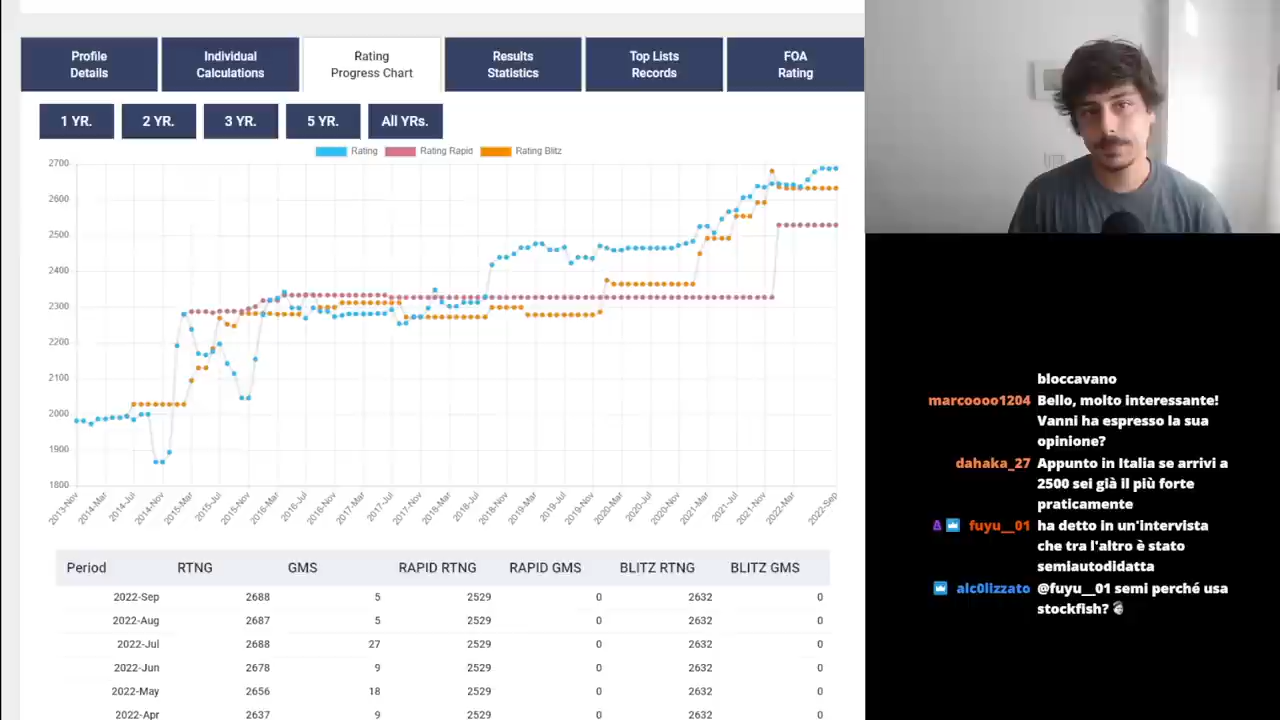 Profile
Details
Individual
Calculations
Rating
Progress Chart
Results
Statistics
Top Lists
Records
FOA
Rating
1 YR.
2 YR.
3 YR.
5 YR.
All YRs.
Rating
Rating Rapid
Rating Blitz
2700
2600
2500
2400
2300
2200
2100
2000
1900
1800
2013-Nov
2014-Mar
2014-Jul
2014-Nov
2015-Mar
2015-Jul
2015-Nov
2016-Mar
2016-Jul
2016-Nov
2017-Mar
2017-Jul
2017-Nov
2018-Mar
2018-Jul
2018-Nov
2019-Mar
2019-Jul
2019-Nov
2020-Mar
2020-Jul
2020-Nov
2021-Mar
2021-Jul
2021-Nov
2022-Mar
2022-Sep
Period RTNG GMS RAPID RTNG RAPID GMS BLITZ RTNG BLITZ GMS
2022-Sep 2688 5 2529 0 2632 0
2022-Aug 2687 5 2529 0 2632 0
2022-Jul 2688 27 2529 0 2632 0
2022-Jun 2678 9 2529 0 2632 0
2022-May 2656 18 2529 0 2632 0
2022-Apr 2637 9 2529 0 2632 0
bloccavano
marcoooo1204 Bello, molto interessante!
Vanni ha espresso la sua
opinione?
dahaka_27 Appunto in Italia se arrivi a
2500 sei già il più forte
praticamente
fuyu__01 ha detto in un'intervista
che tra l'altro è stato
semiautodidatta
alc0lizzato @fuyu__01 semi perché usa
stockfish?